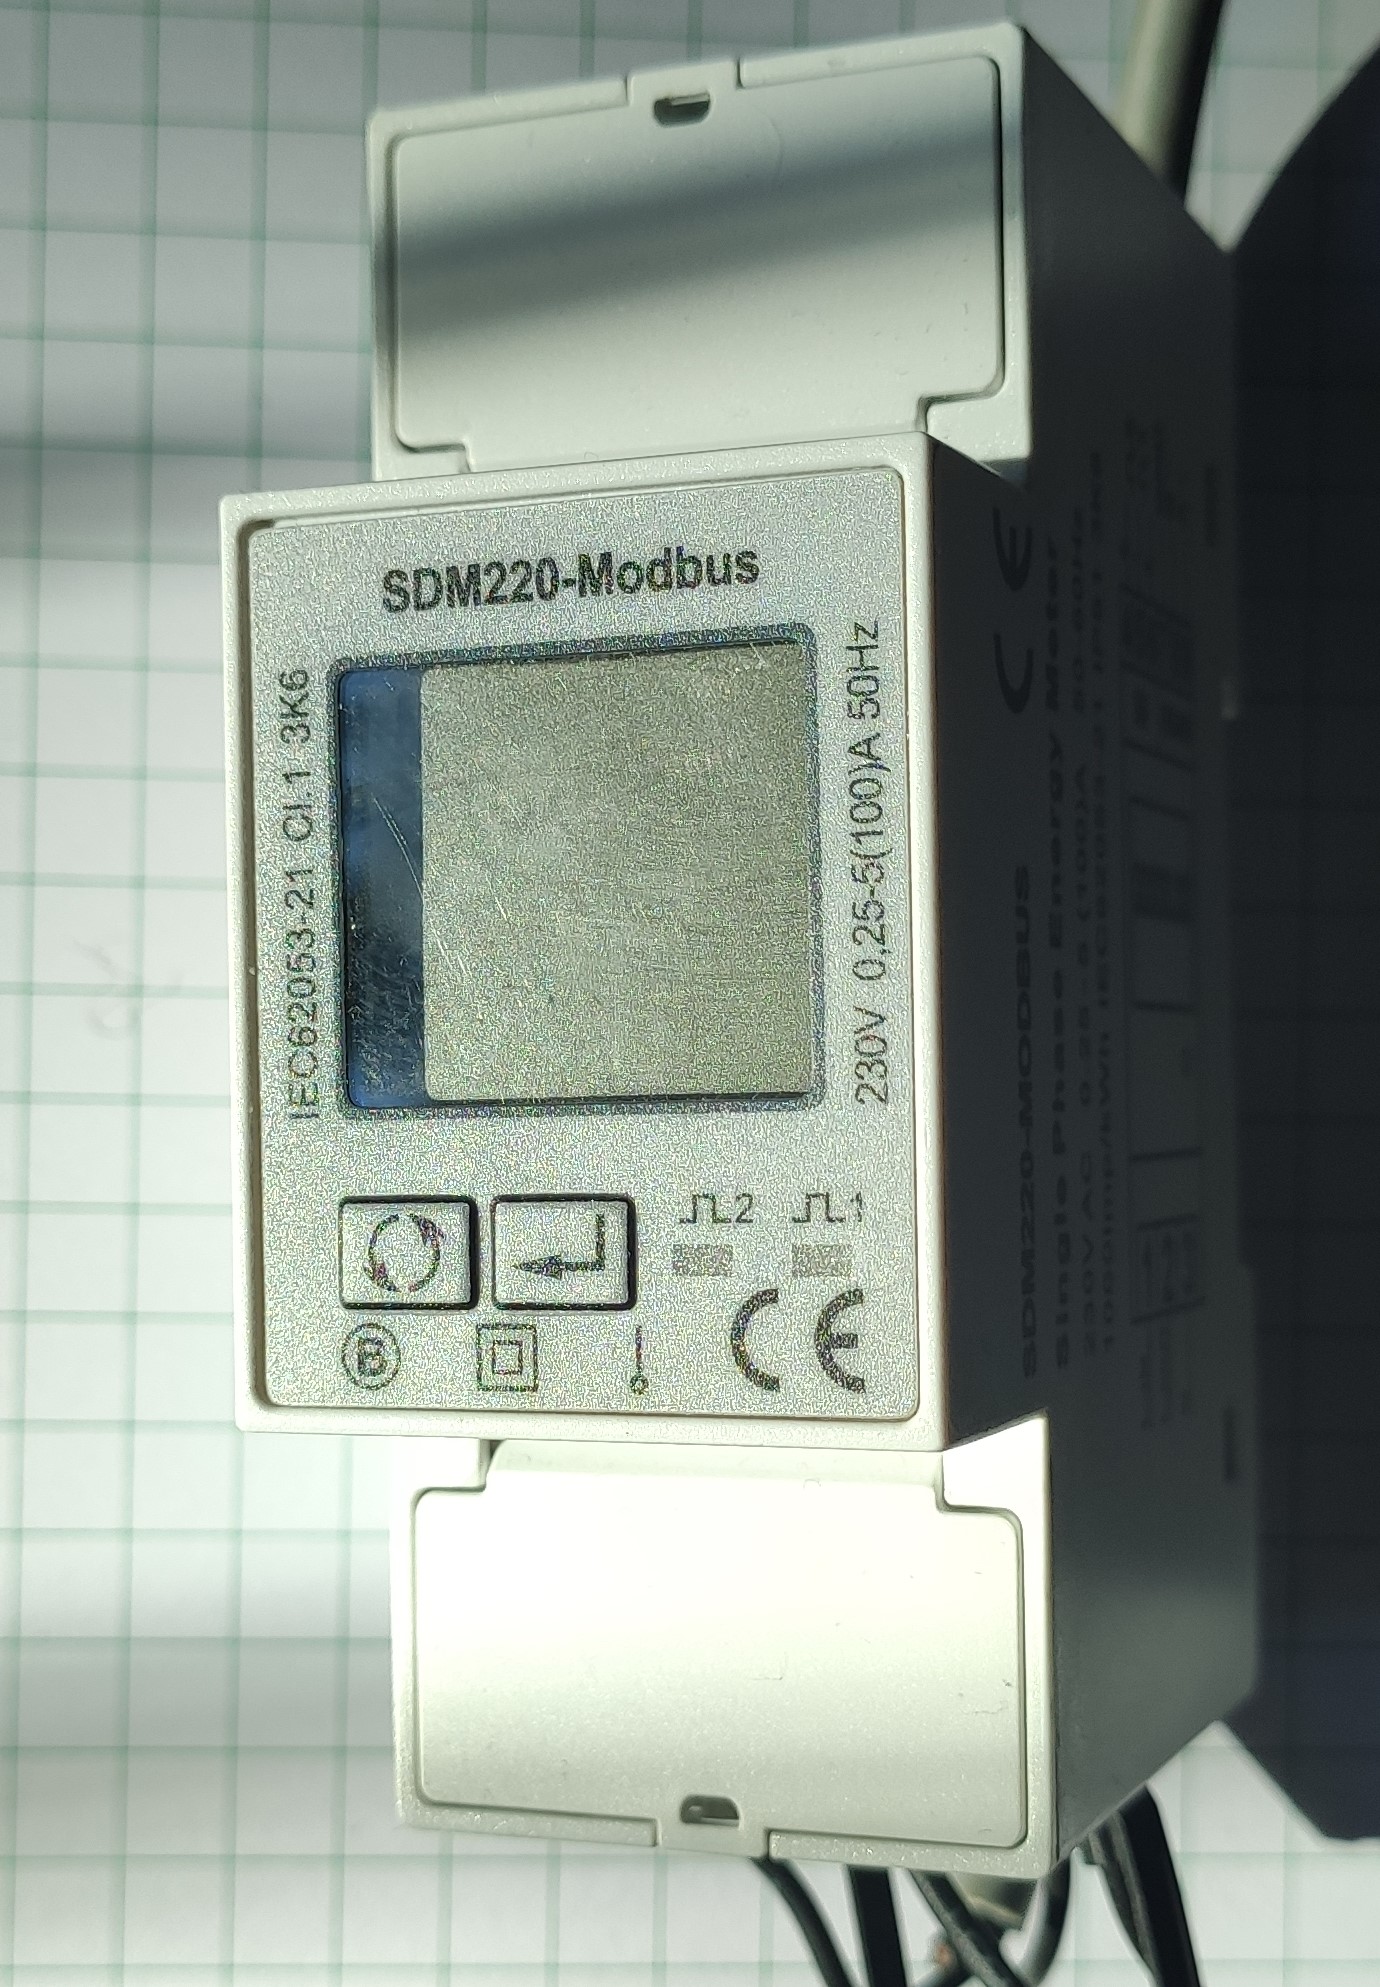 SDM220-Modbus
IEC62053-21 Cl.1 3K6
230V 0,25-5(100)A 50Hz
2
1
B
CE
CE
SDM220-MODBUS
Single Phase Energy Meter